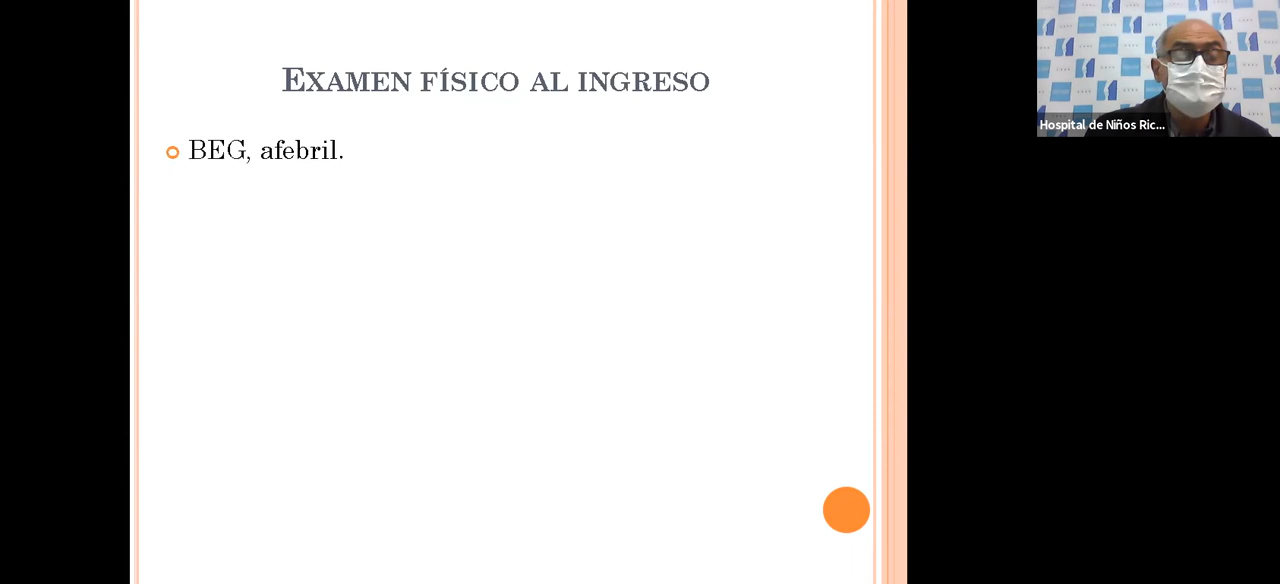 EXAMEN FÍSICO AL INGRESO
BEG, afebril.
Hospital de Niños Ric...